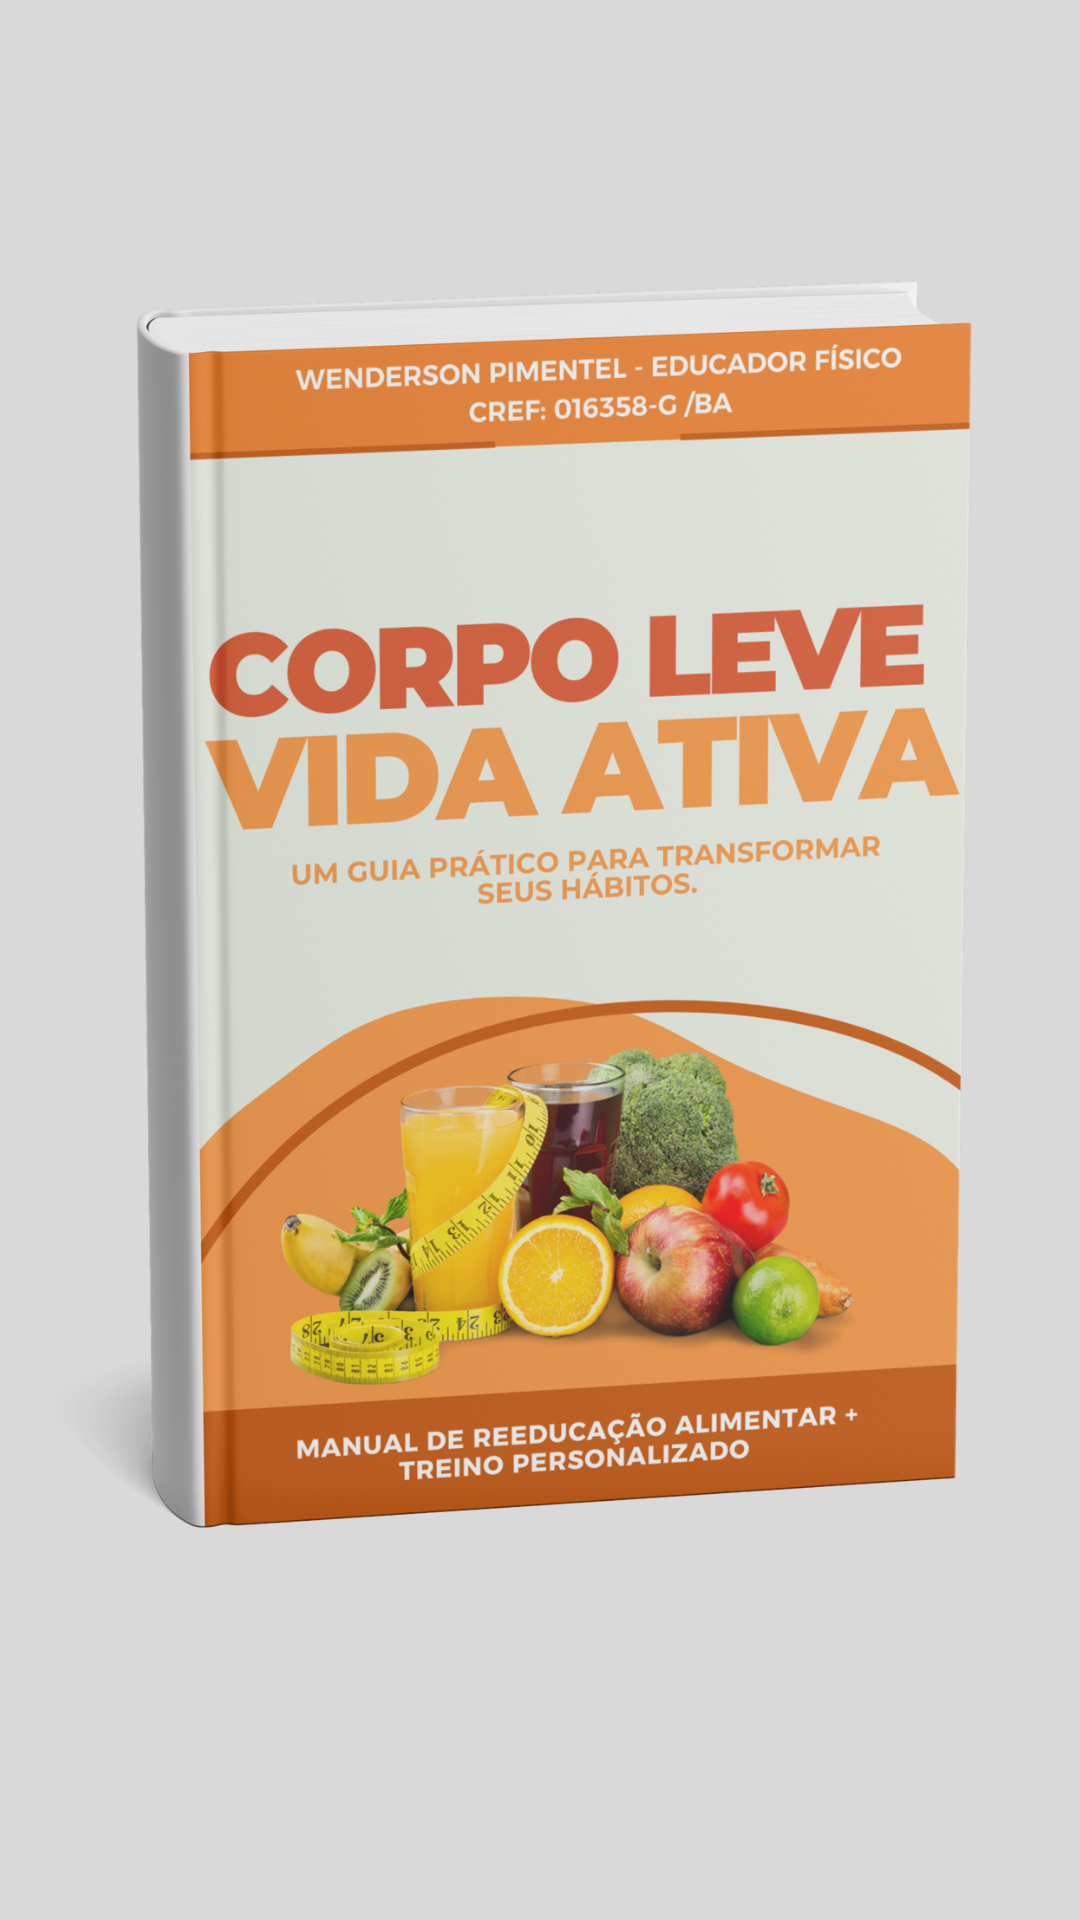 WENDERSON PIMENTEL - EDUCADOR FÍSICO
CREF: 016358-G /BA
CORPO LEVE
VIDA ATIVA
UM GUIA PRÁTICO PARA TRANSFORMAR
SEUS HÁBITOS.
MANUAL DE REEDUCAÇÃO ALIMENTAR +
TREINO PERSONALIZADO